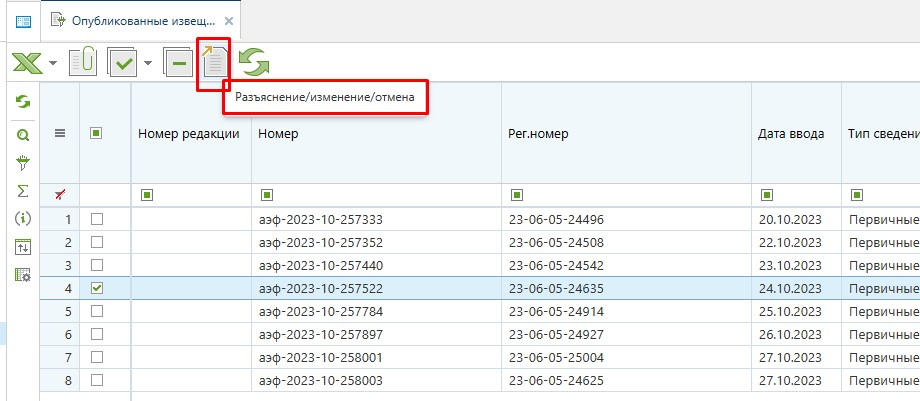 Опубликованные извещ...
Разъяснение/изменение/отмена
Номер редакции Номер Рег.номер Дата ввода Тип сведени
1 аэф-2023-10-257333 23-06-05-24496 20.10.2023 Первичные
2 аэф-2023-10-257352 23-06-05-24508 22.10.2023 Первичные
3 аэф-2023-10-257440 23-06-05-24542 23.10.2023 Первичные
4 аэф-2023-10-257522 23-06-05-24635 24.10.2023 Первичные
5 аэф-2023-10-257784 23-06-05-24914 25.10.2023 Первичные
6 аэф-2023-10-257897 23-06-05-24927 26.10.2023 Первичные
7 аэф-2023-10-258001 23-06-05-25004 27.10.2023 Первичные
8 аэф-2023-10-258003 23-06-05-24625 27.10.2023 Первичные